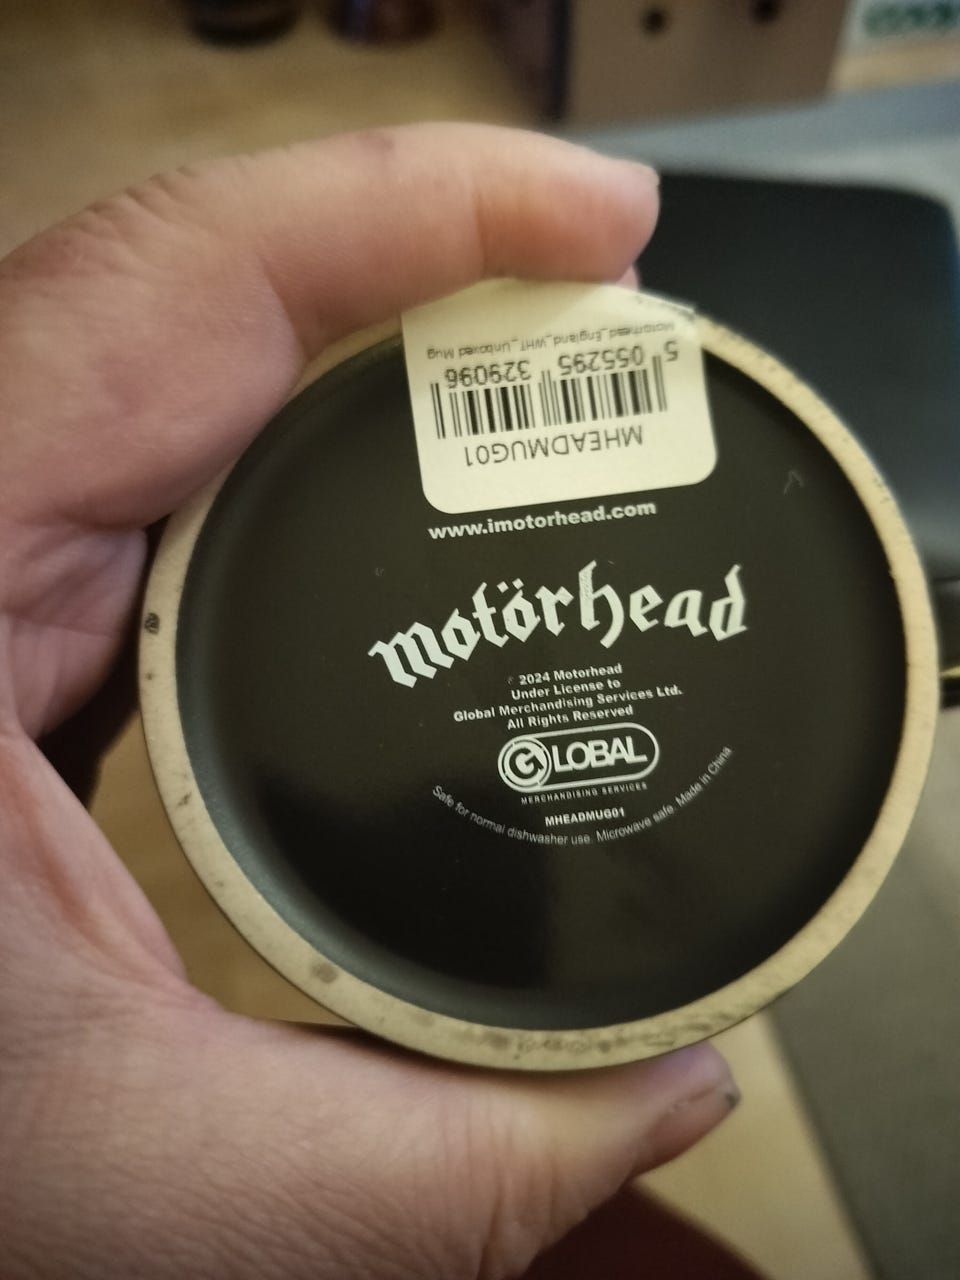 MHEADMUG01
5 055295 329096
Motorhead_England_WHT_Unboxed Mug
www.imotorhead.com
motörhead
© 2024 Motorhead
Under License to
Global Merchandising Services Ltd.
All Rights Reserved
GLOBAL
MERCHANDISING SERVICES
MHEADMUG01
Safe for normal dishwasher use. Microwave safe. Made in China